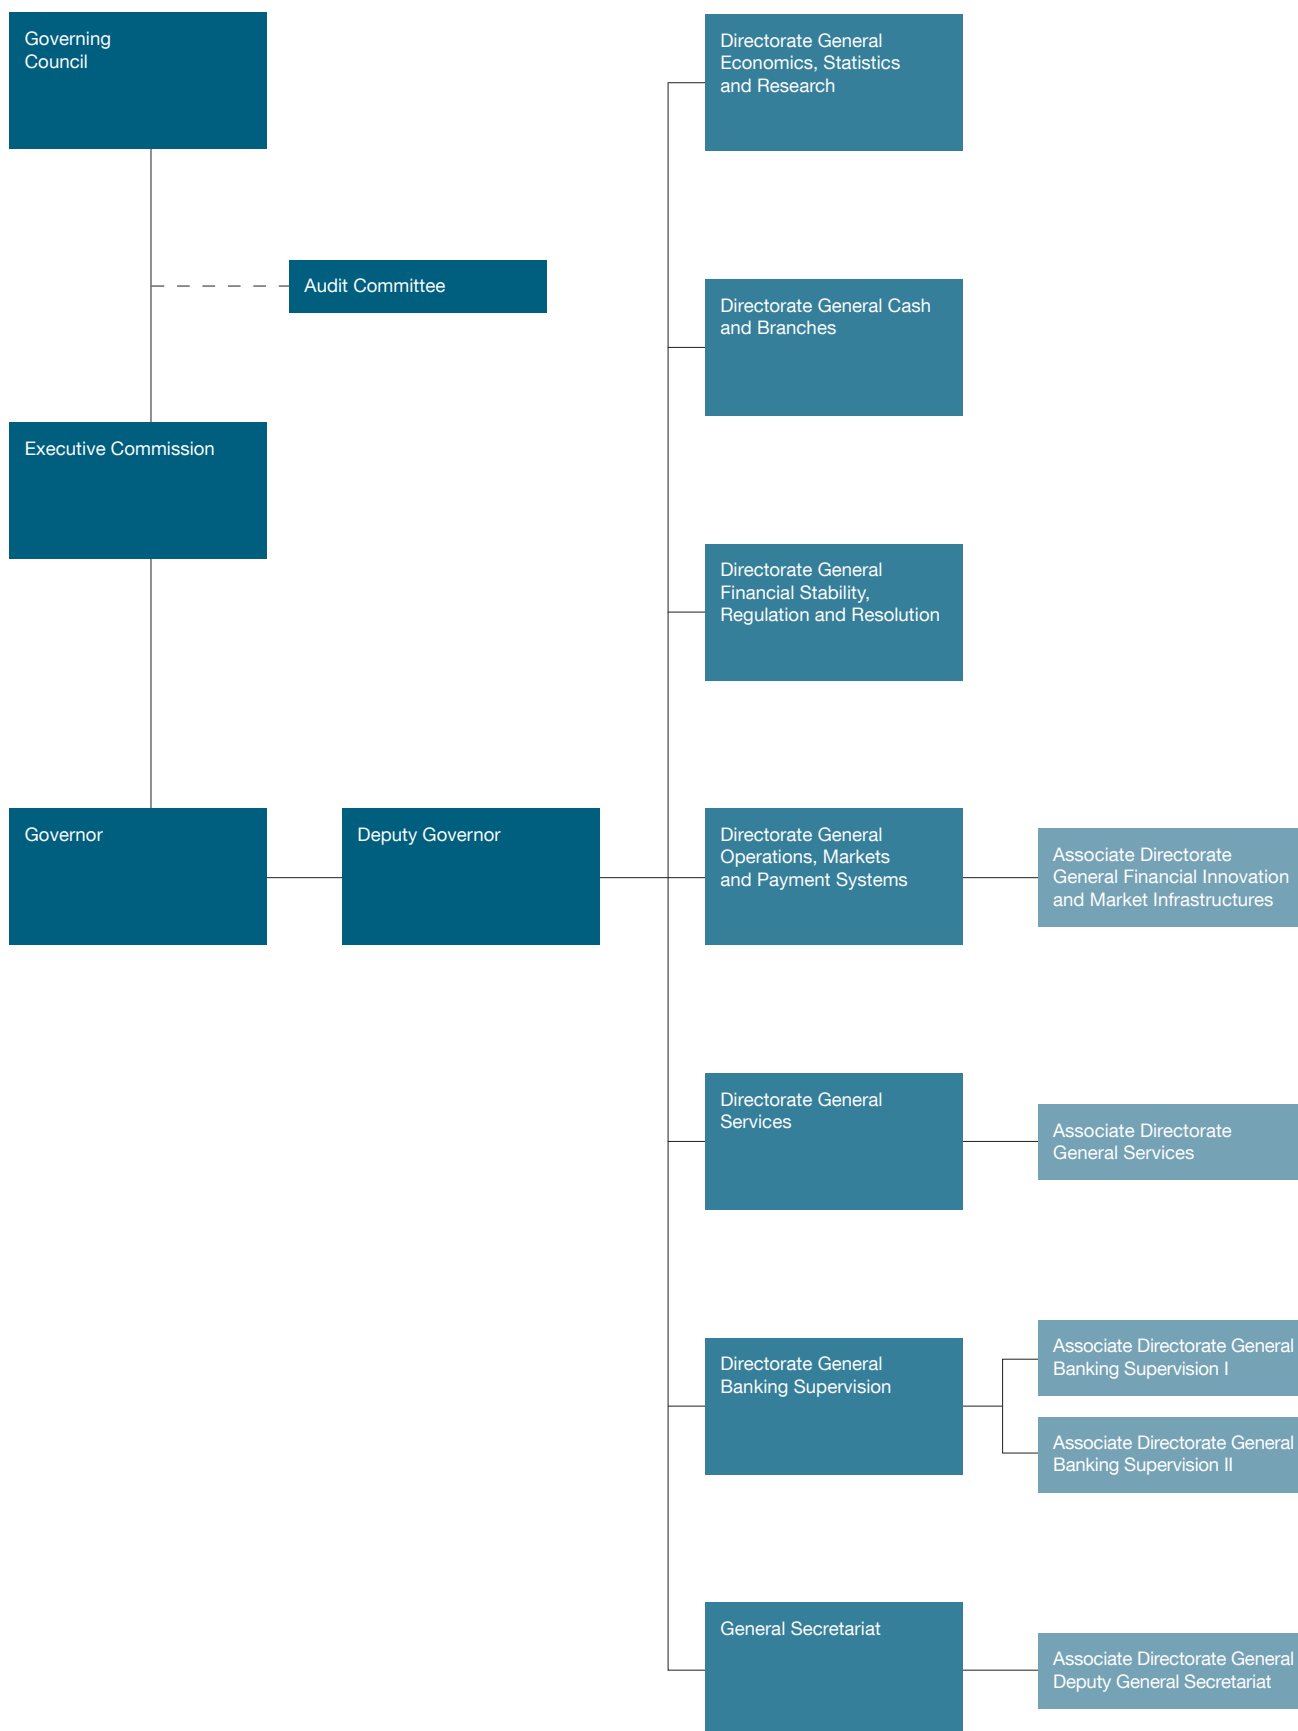 Governing
Council
Audit Committee
Executive Commission
Governor
Deputy Governor
Directorate General
Economics, Statistics
and Research
Directorate General Cash
and Branches
Directorate General
Financial Stability,
Regulation and Resolution
Directorate General
Operations, Markets
and Payment Systems
Associate Directorate
General Financial Innovation
and Market Infrastructures
Directorate General
Services
Associate Directorate
General Services
Directorate General
Banking Supervision
Associate Directorate General
Banking Supervision I
Associate Directorate General
Banking Supervision II
General Secretariat
Associate Directorate General
Deputy General Secretariat